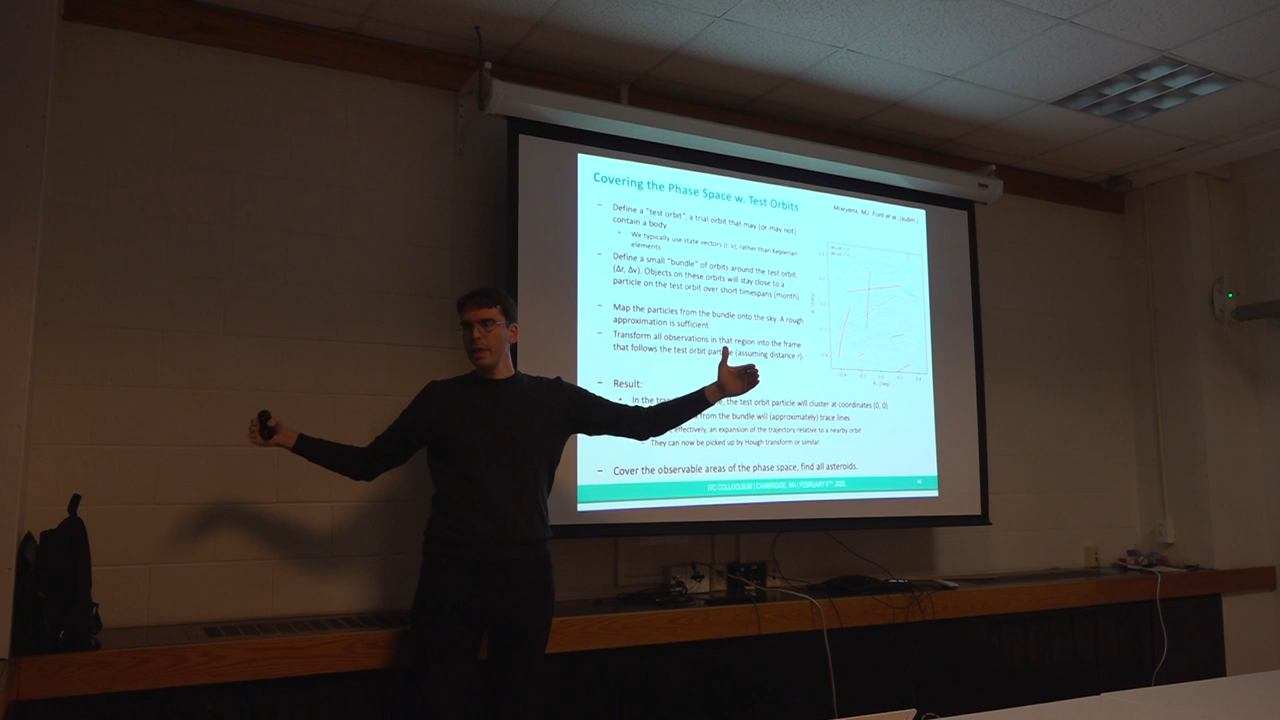 Covering the Phase Space w. Test Orbits
Moeyens, MJ, Ford et al. (subm.)
– Define a "test orbit", a trial orbit that may (or may not)
contain a body.
• We typically use state vectors (r, v), rather than Keplerian
elements
– Define a small "bundle" of orbits around the test orbit,
(Δr, Δv). Objects on these orbits will stay close to a
particle on the test orbit over short timespans (month).
– Map the particles from the bundle onto the sky. A rough
approximation is sufficient.
– Transform all observations in that region into the frame
that follows the test orbit (assuming distance r).
– Result:
• In the the test orbit particle will cluster at coordinates (0, 0)
from the bundle will (approximately) trace lines
effectively, an expansion of the trajectory relative to a nearby orbit
– They can now be picked up by Hough transform or similar.
– Cover the observable areas of the phase space, find all asteroids.
ITC COLLOQUIUM | CAMBRIDGE, MA | FEBRUARY